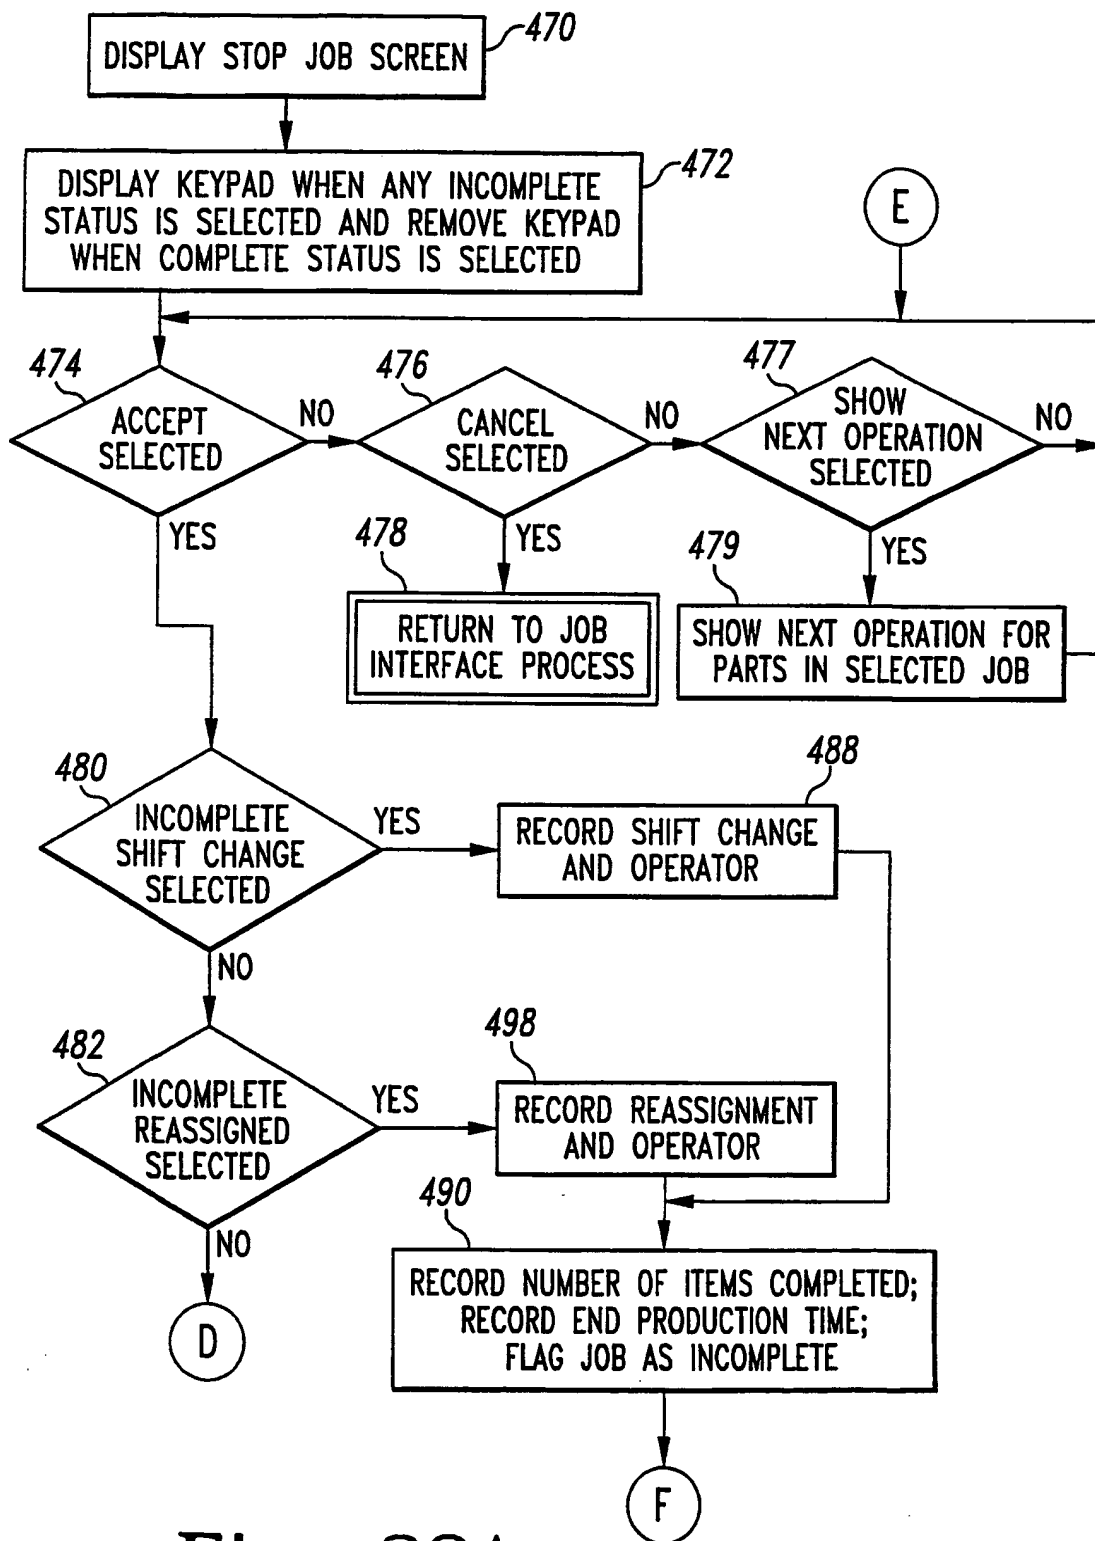 470
DISPLAY STOP JOB SCREEN
472
DISPLAY KEYPAD WHEN ANY INCOMPLETE
STATUS IS SELECTED AND REMOVE KEYPAD
WHEN COMPLETE STATUS IS SELECTED
E
474
ACCEPT
SELECTED
NO
YES
476
CANCEL
SELECTED
NO
YES
477
SHOW
NEXT OPERATION
SELECTED
NO
YES
478
RETURN TO JOB
INTERFACE PROCESS
479
SHOW NEXT OPERATION FOR
PARTS IN SELECTED JOB
480
INCOMPLETE
SHIFT CHANGE
SELECTED
YES
NO
488
RECORD SHIFT CHANGE
AND OPERATOR
482
INCOMPLETE
REASSIGNED
SELECTED
YES
NO
498
RECORD REASSIGNMENT
AND OPERATOR
490
RECORD NUMBER OF ITEMS COMPLETED;
RECORD END PRODUCTION TIME;
FLAG JOB AS INCOMPLETE
D
F